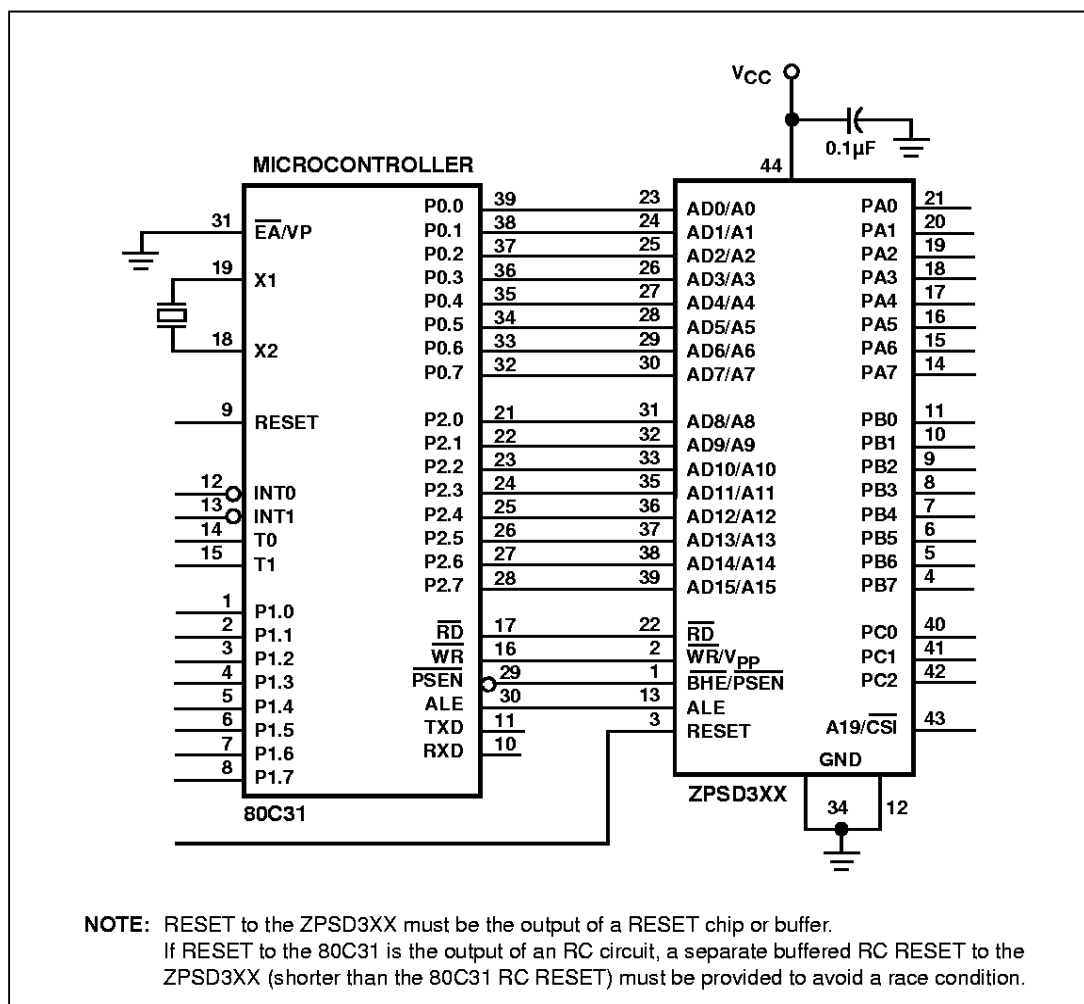 VCC
0.1µF
44
MICROCONTROLLER
31 EA/VP
19 X1
18 X2
9 RESET
12 INT0
13 INT1
14 T0
15 T1
1 P1.0
2 P1.1
3 P1.2
4 P1.3
5 P1.4
6 P1.5
7 P1.6
8 P1.7
P0.0 39
P0.1 38
P0.2 37
P0.3 36
P0.4 35
P0.5 34
P0.6 33
P0.7 32
P2.0 21
P2.1 22
P2.2 23
P2.3 24
P2.4 25
P2.5 26
P2.6 27
P2.7 28
RD 17
WR 16
PSEN 29
ALE 30
TXD 11
RXD 10
80C31
23 AD0/A0
24 AD1/A1
25 AD2/A2
26 AD3/A3
27 AD4/A4
28 AD5/A5
29 AD6/A6
30 AD7/A7
31 AD8/A8
32 AD9/A9
33 AD10/A10
35 AD11/A11
36 AD12/A12
37 AD13/A13
38 AD14/A14
39 AD15/A15
22 RD
2 WR/VPP
1 BHE/PSEN
13 ALE
3 RESET
PA0 21
PA1 20
PA2 19
PA3 18
PA4 17
PA5 16
PA6 15
PA7 14
PB0 11
PB1 10
PB2 9
PB3 8
PB4 7
PB5 6
PB6 5
PB7 4
PC0 40
PC1 41
PC2 42
A19/CSI 43
GND
ZPSD3XX
34 12
NOTE: RESET to the ZPSD3XX must be the output of a RESET chip or buffer.
If RESET to the 80C31 is the output of an RC circuit, a separate buffered RC RESET to the
ZPSD3XX (shorter than the 80C31 RC RESET) must be provided to avoid a race condition.